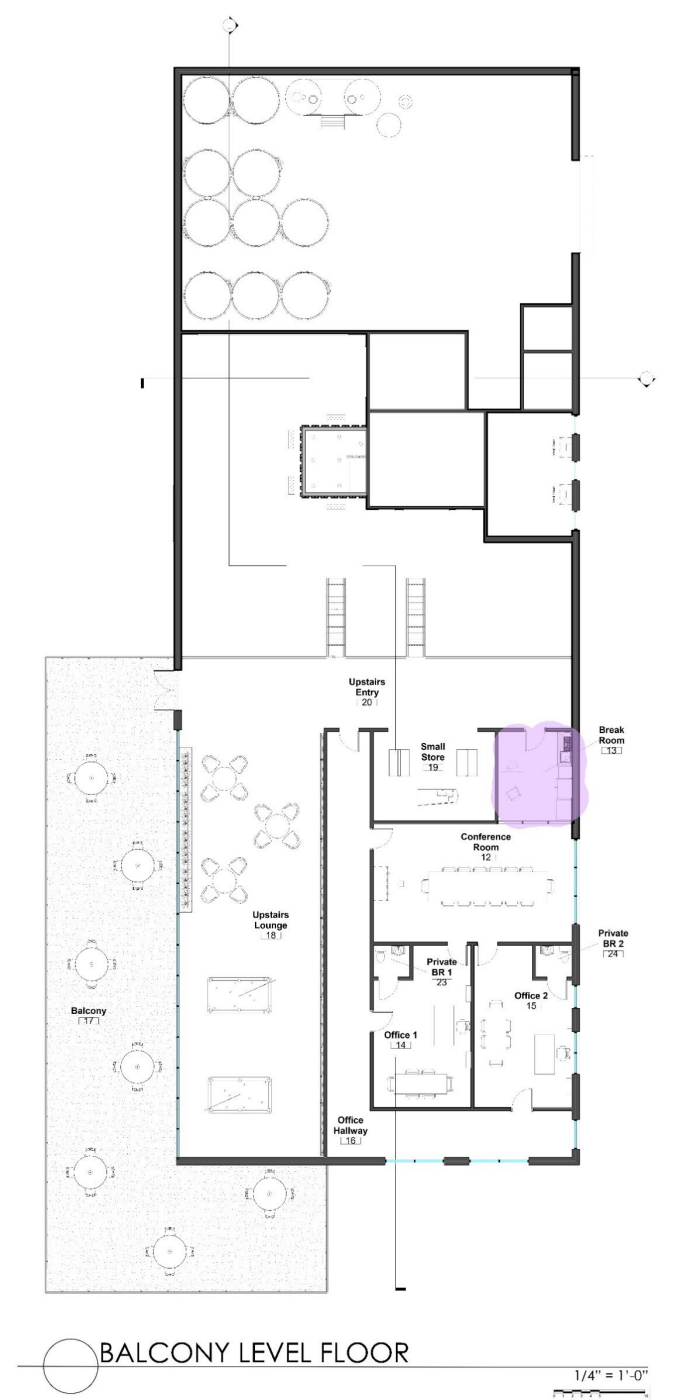 Upstairs
Entry
20
Break
Room
13
Small
Store
19
Conference
Room
12
Upstairs
Lounge
18
Private
BR 2
24
Private
BR 1
23
Office 2
15
Balcony
17
Office 1
14
Office
Hallway
16
BALCONY LEVEL FLOOR
1/4" = 1'-0"